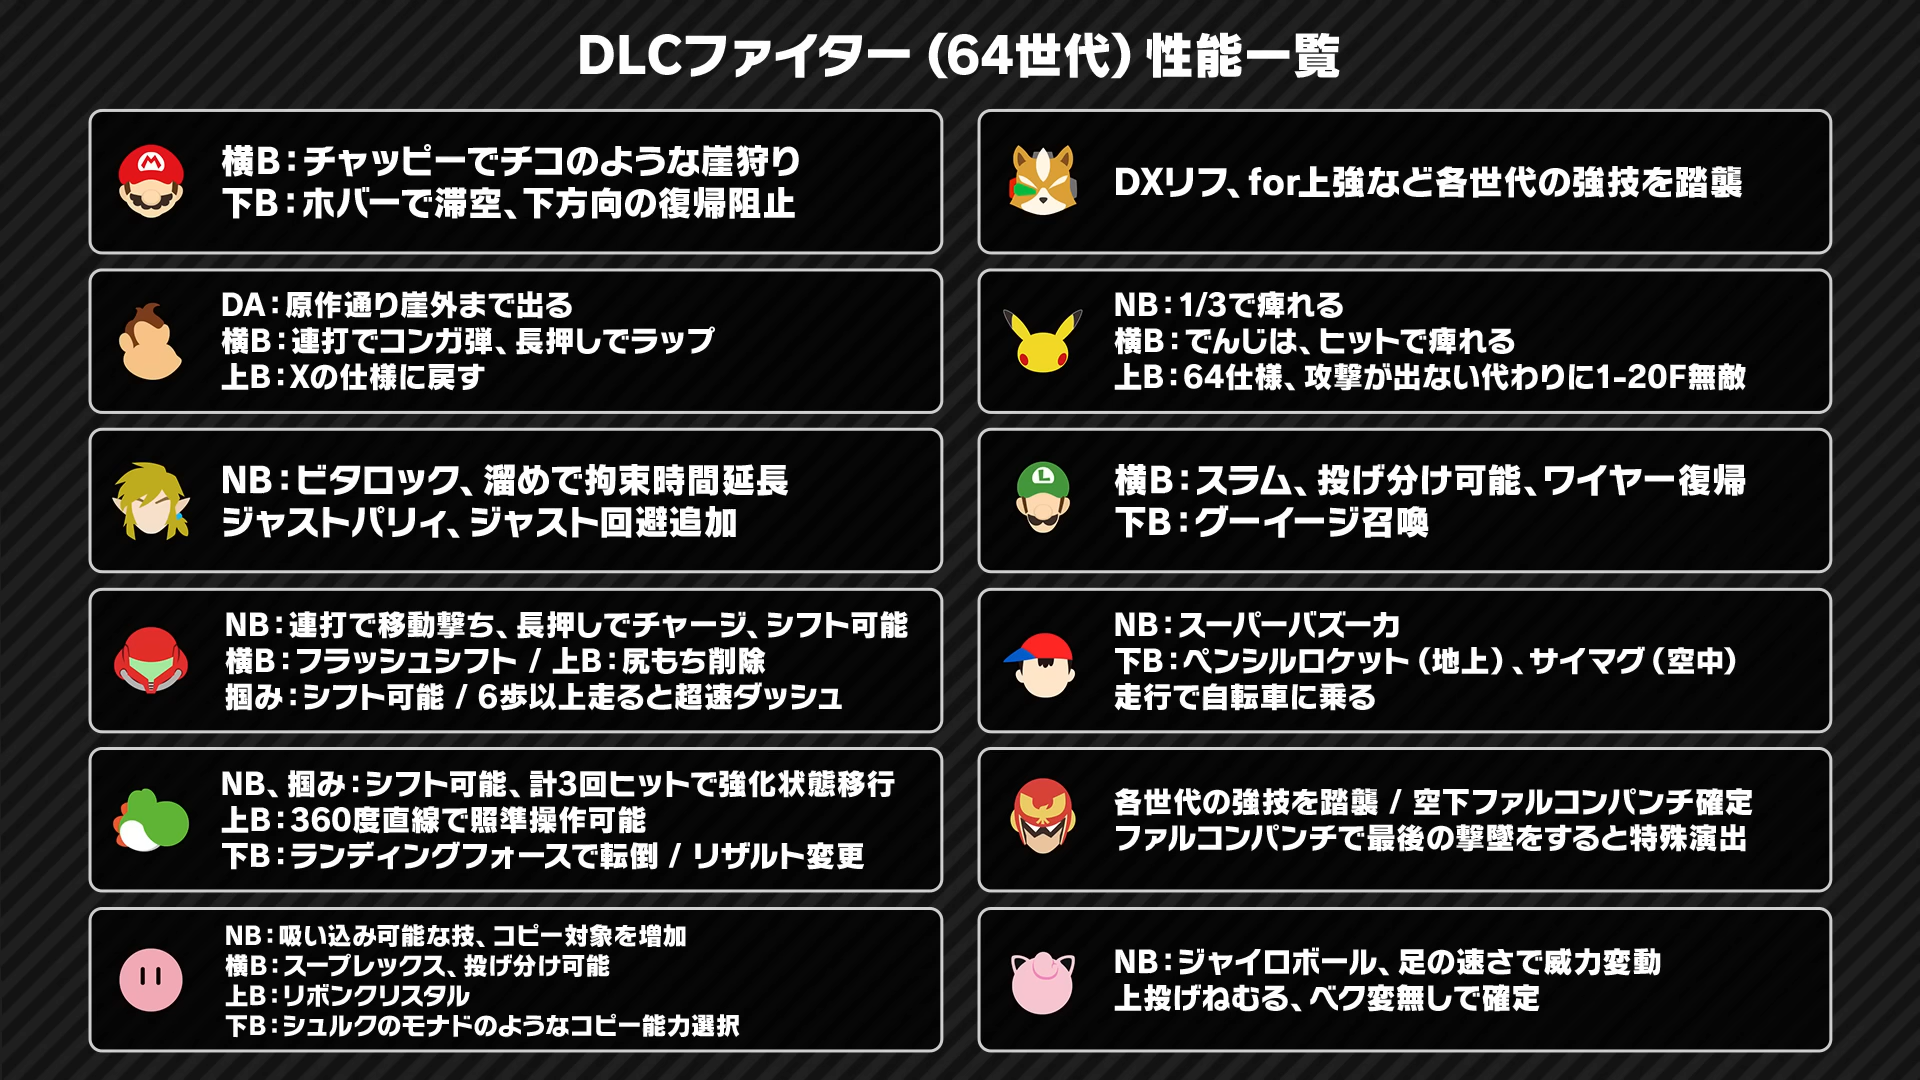 DLCファイター（64世代）性能一覧
横B：チャッピーでチコのような崖狩り
下B：ホバーで滞空、下方向の復帰阻止
DXリフ、for上強など各世代の強技を踏襲
DA：原作通り崖外まで出る
横B：連打でコンガ弾、長押しでラップ
上B：Xの仕様に戻す
NB：1/3で痺れる
横B：でんじは、ヒットで痺れる
上B：64仕様、攻撃が出ない代わりに1-20F無敵
NB：ビタロック、溜めで拘束時間延長
ジャストパリィ、ジャスト回避追加
横B：スラム、投げ分け可能、ワイヤー復帰
下B：グーイージ召喚
NB：連打で移動撃ち、長押しでチャージ、シフト可能
横B：フラッシュシフト / 上B：尻もち削除
掴み：シフト可能 / 6歩以上走ると超速ダッシュ
NB：スーパーバズーカ
下B：ペンシルロケット（地上）、サイマグ（空中）
走行で自転車に乗る
NB、掴み：シフト可能、計3回ヒットで強化状態移行
上B：360度直線で照準操作可能
下B：ランディングフォースで転倒 / リザルト変更
各世代の強技を踏襲 / 空下ファルコンパンチ確定
ファルコンパンチで最後の撃墜をすると特殊演出
NB：吸い込み可能な技、コピー対象を増加
横B：スープレックス、投げ分け可能
上B：リボンクリスタル
下B：シュルクのモナドのようなコピー能力選択
NB：ジャイロボール、足の速さで威力変動
上投げねむる、ベク変無しで確定